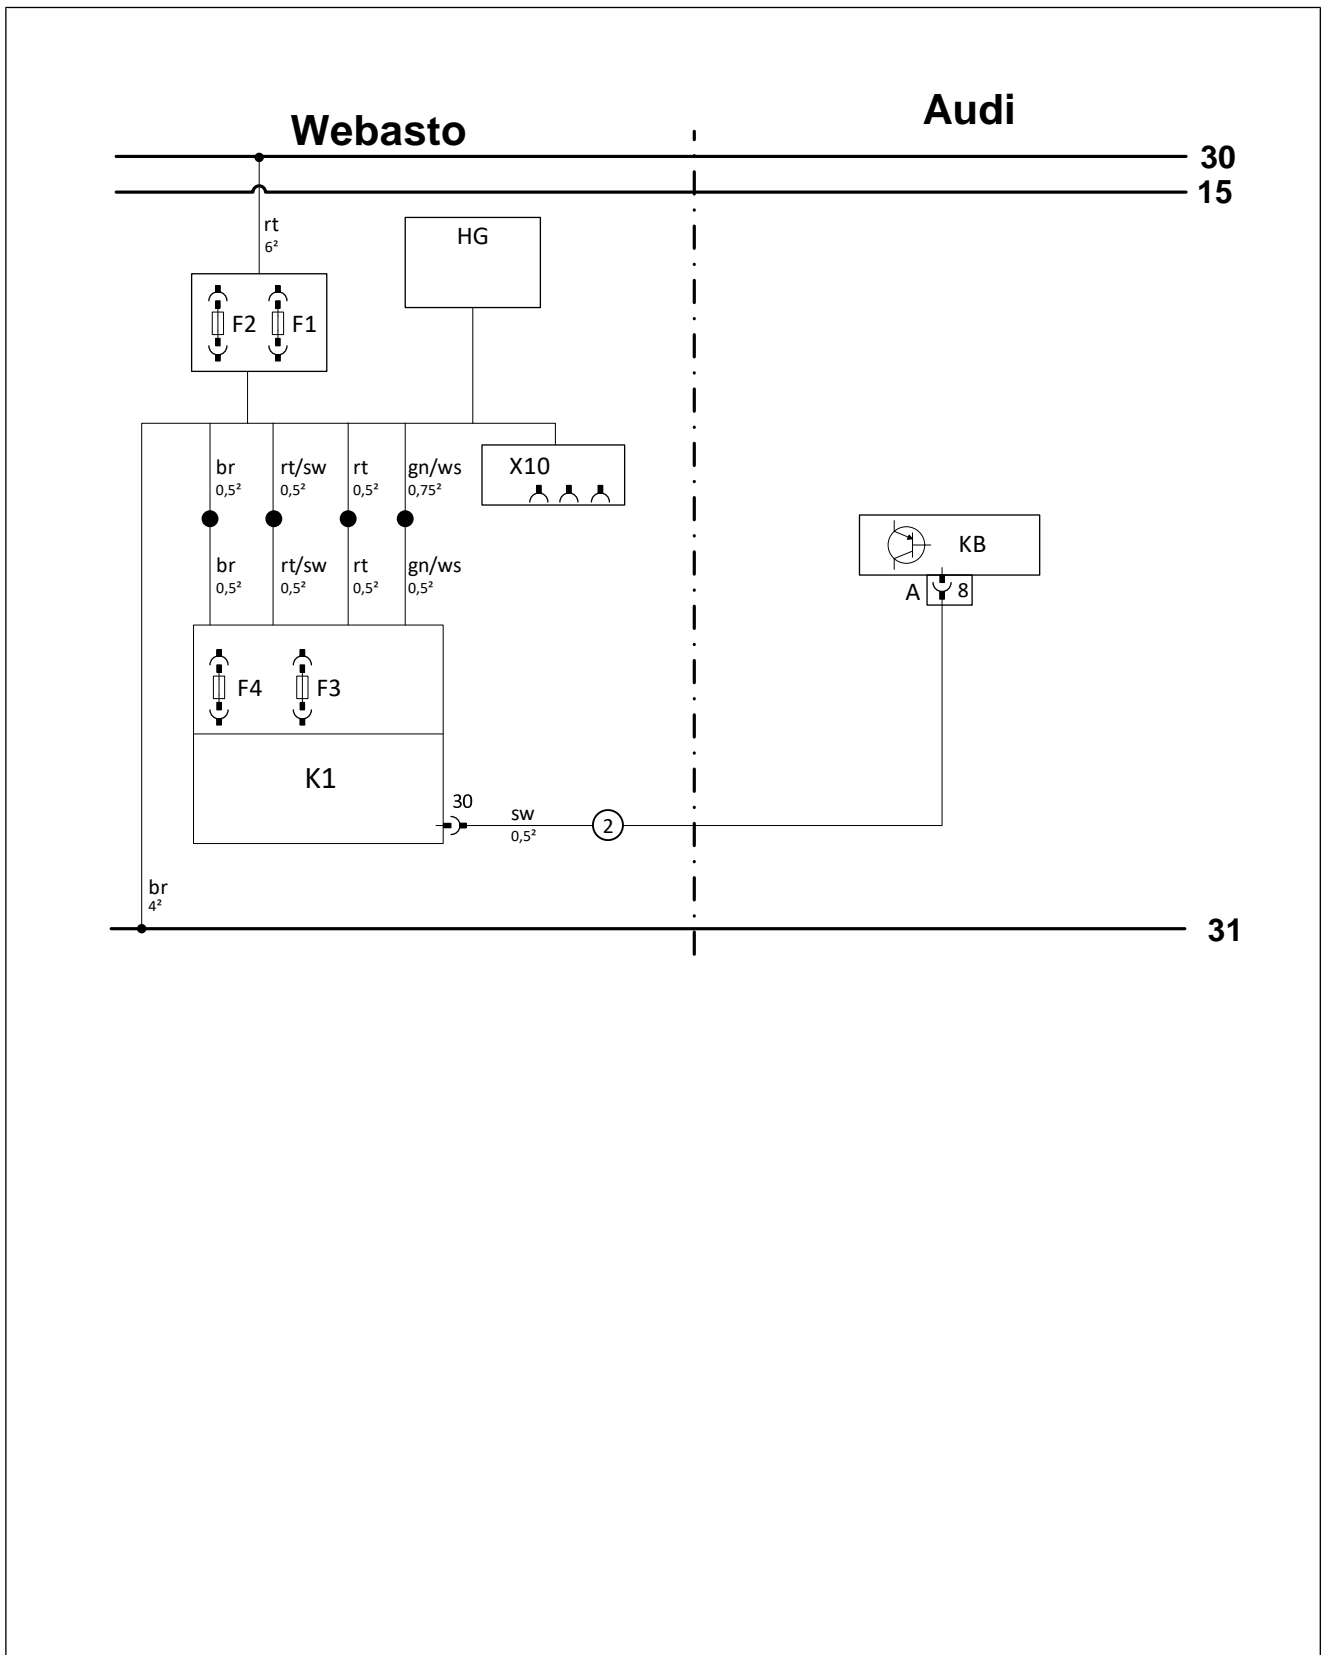 Webasto
Audi
30
15
rt
6²
HG
F2 F1
br rt/sw rt gn/ws
0,5² 0,5² 0,5² 0,75²
X10
br rt/sw rt gn/ws
0,5² 0,5² 0,5² 0,5²
KB
A 8
F4 F3
K1
30
sw
0,5²
2
br
4²
31